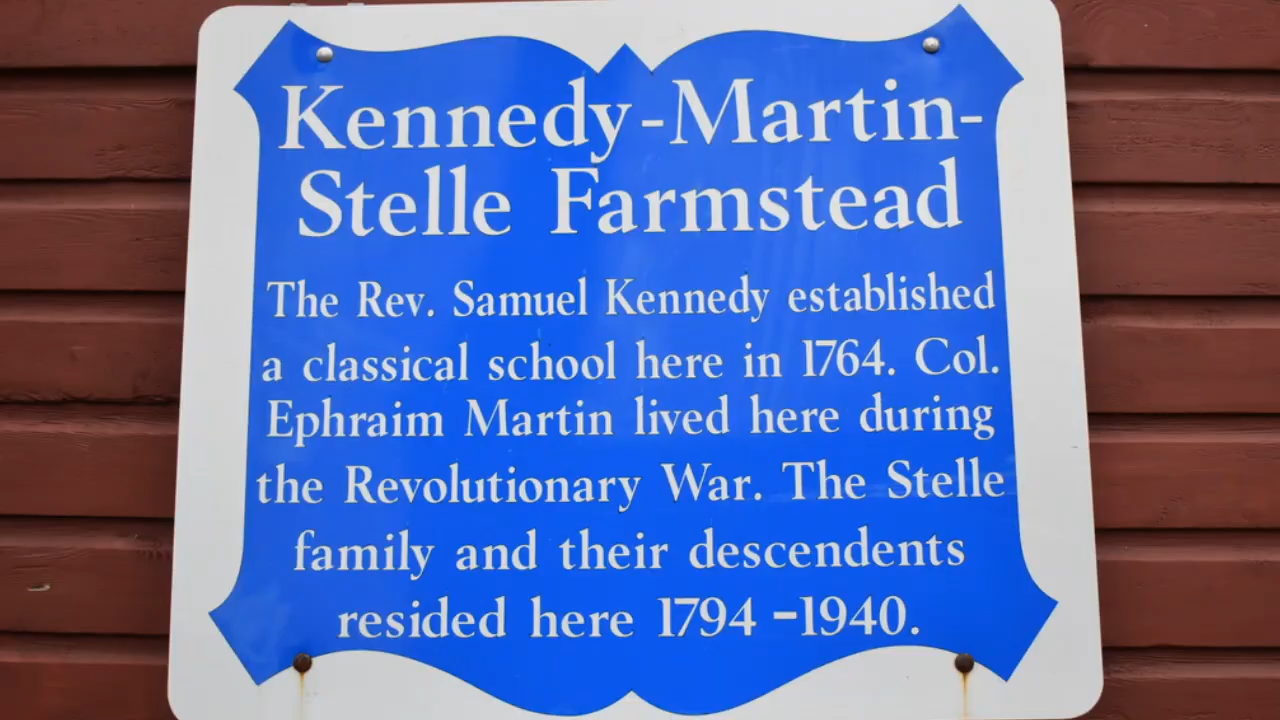 Kennedy-Martin-
Stelle Farmstead
The Rev. Samuel Kennedy established
a classical school here in 1764. Col.
Ephraim Martin lived here during
the Revolutionary War. The Stelle
family and their descendents
resided here 1794 -1940.